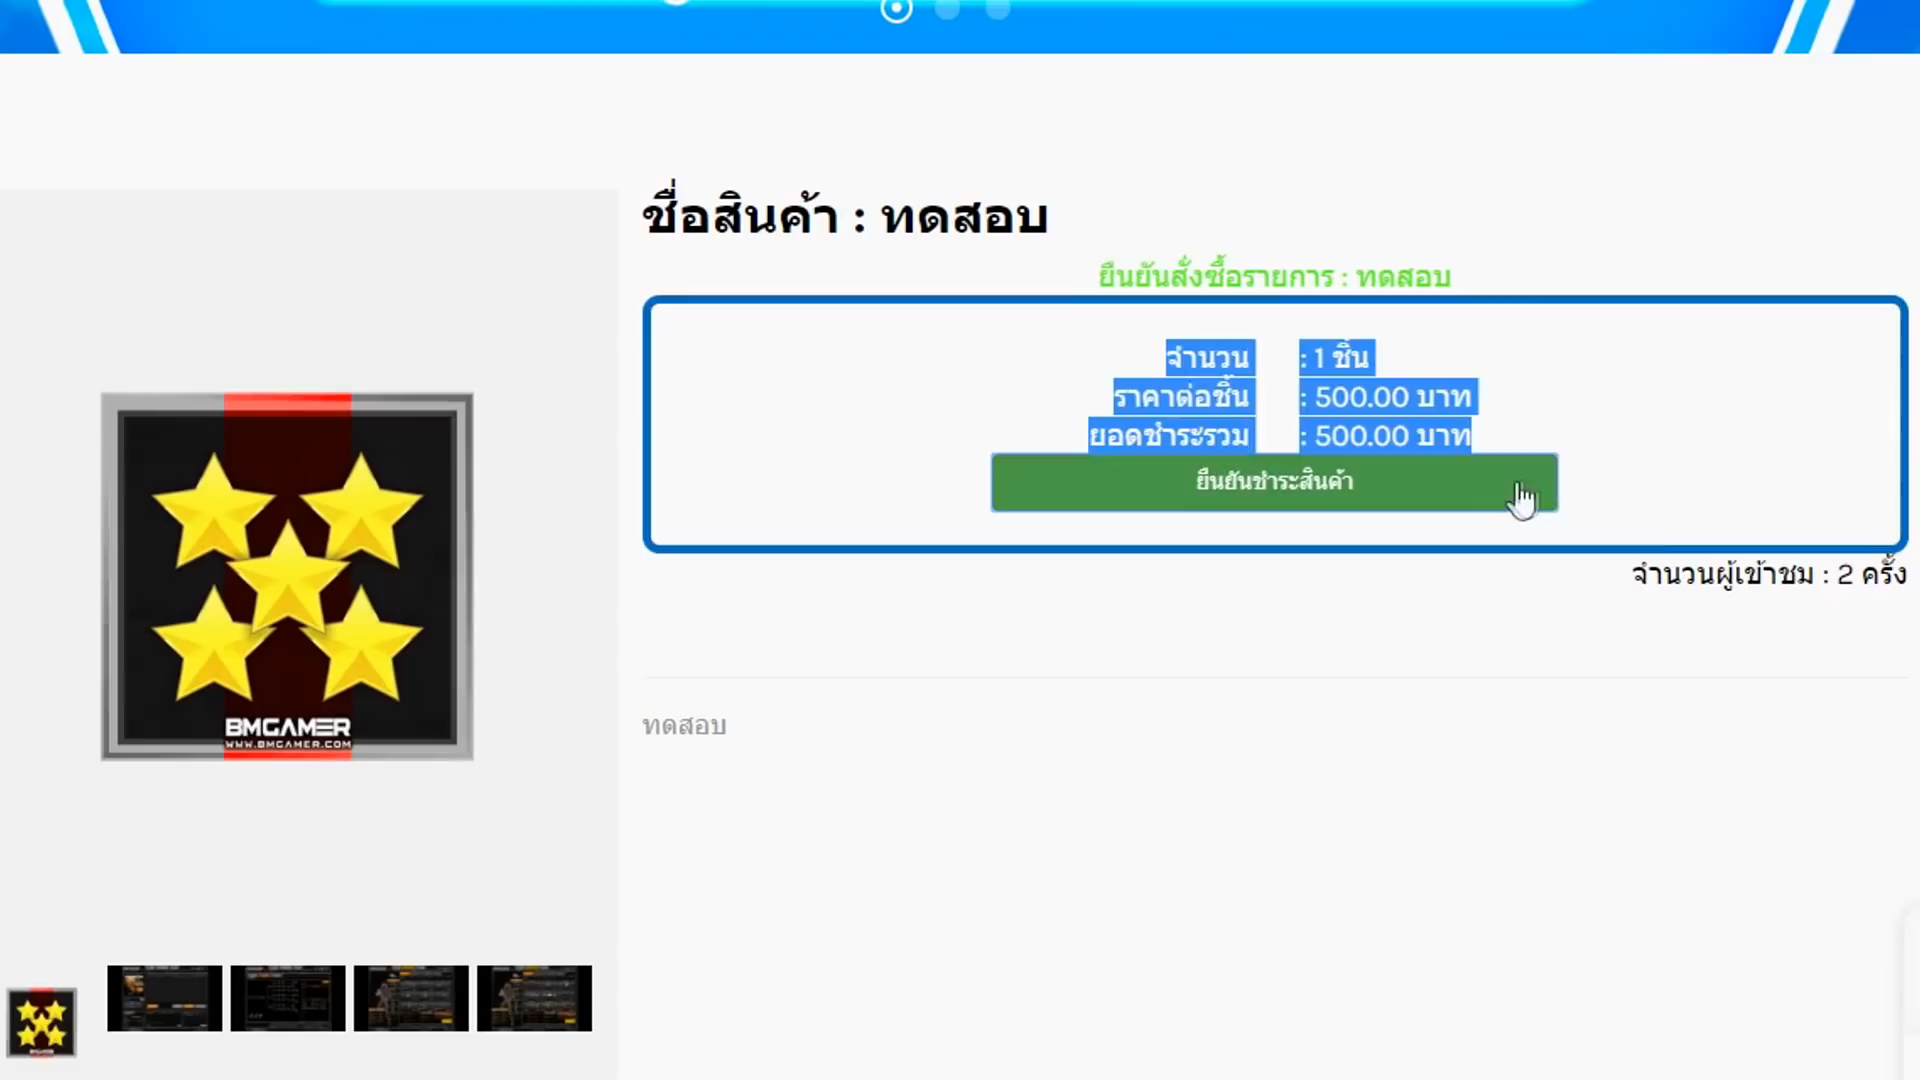 ชื่อสินค้า : ทดสอบ
ยืนยันสั่งซื้อรายการ : ทดสอบ
จำนวน : 1 ชิ้น
ราคาต่อชิ้น : 500.00 บาท
ยอดชำระรวม : 500.00 บาท
ยืนยันชำระสินค้า
จำนวนผู้เข้าชม : 2 ครั้ง
ทดสอบ
BMGAMER
WWW.BMGAMER.COM